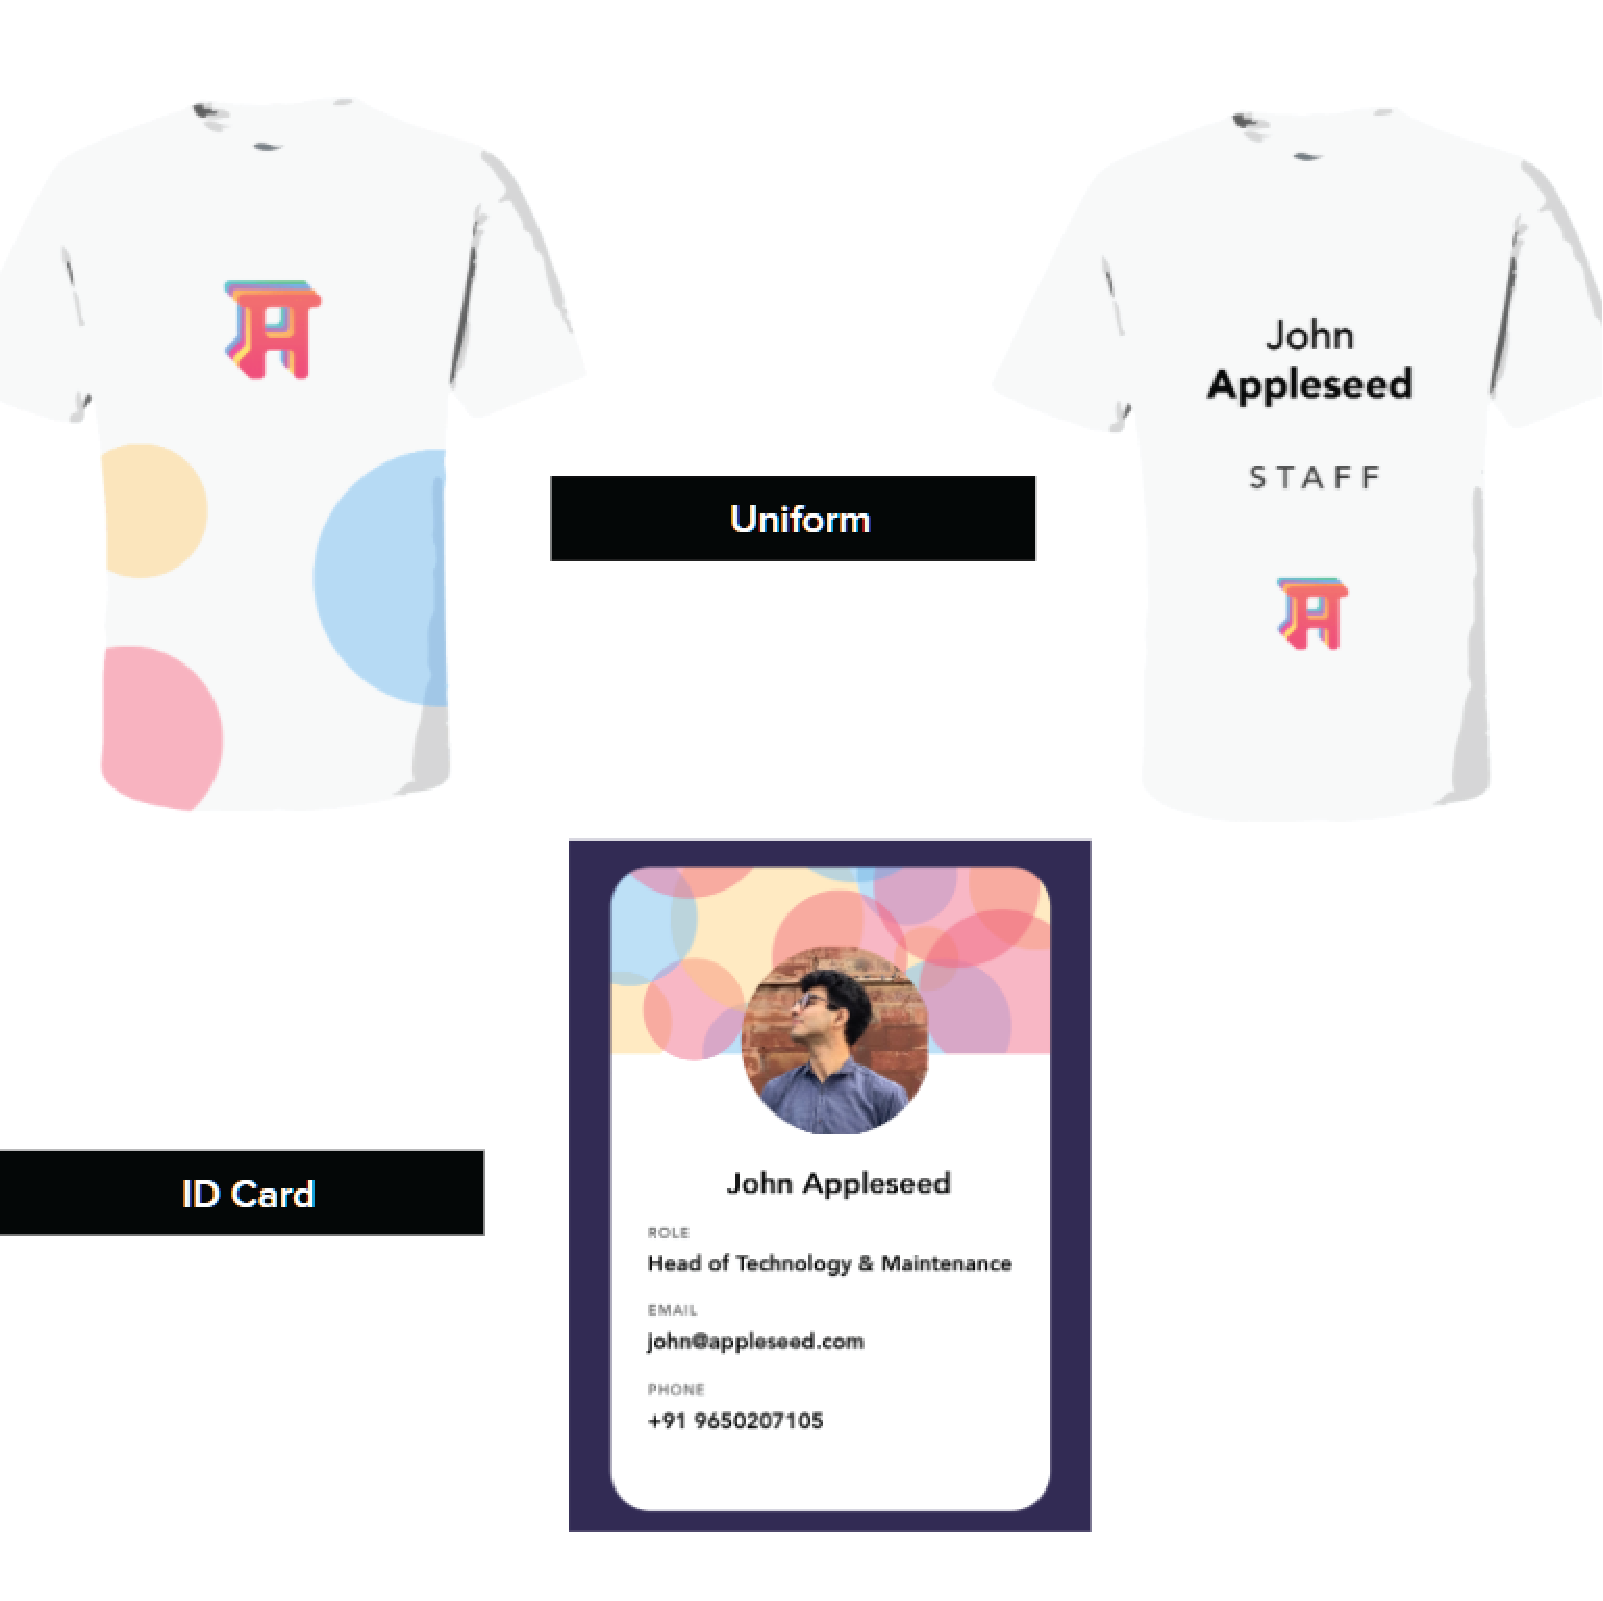 John
Appleseed
STAFF
Uniform
ID Card
John Appleseed
ROLE
Head of Technology & Maintenance
EMAIL
john@appleseed.com
PHONE
+91 9650207105